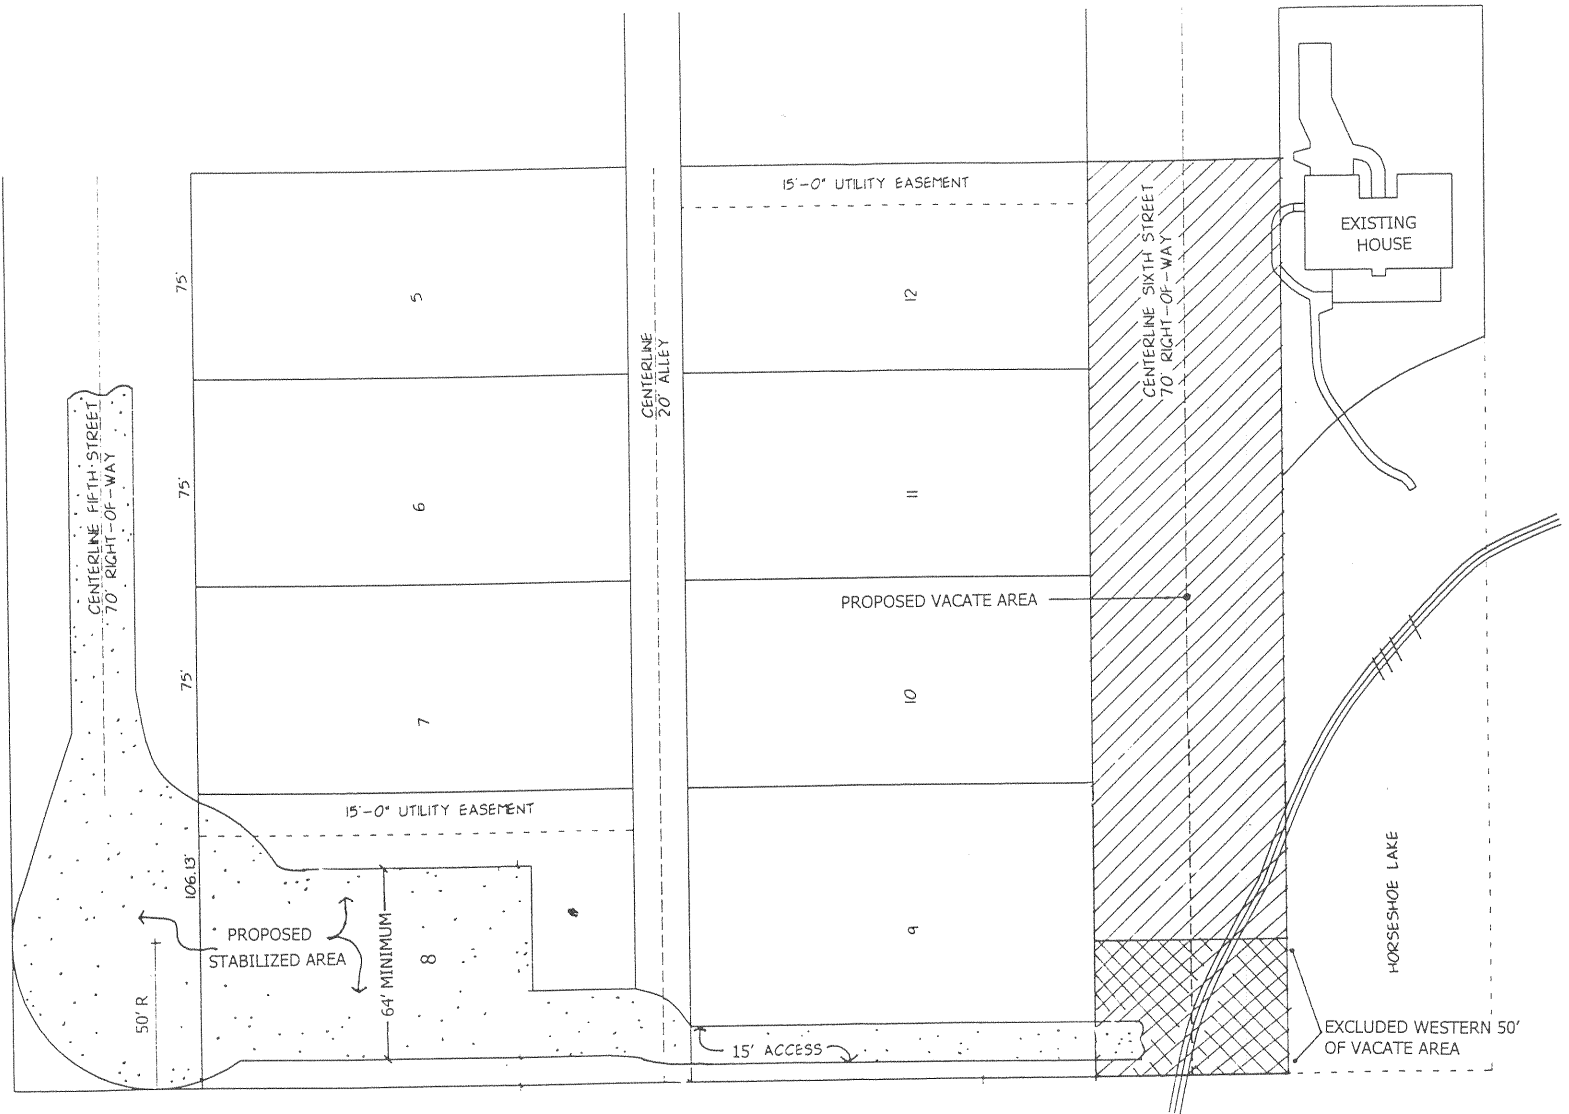 15'-0" UTILITY EASEMENT
EXISTING
HOUSE
CENTERLINE SIXTH STREET
70' RIGHT-OF-WAY
75'
5
12
CENTERLINE
20' ALLEY
CENTERLINE FIFTH STREET
70' RIGHT-OF-WAY
75'
6
11
PROPOSED VACATE AREA
75'
7
10
15'-0" UTILITY EASEMENT
106.13'
PROPOSED
STABILIZED AREA
64' MINIMUM
8
9
HORSESHOE LAKE
50' R
15' ACCESS
EXCLUDED WESTERN 50'
OF VACATE AREA